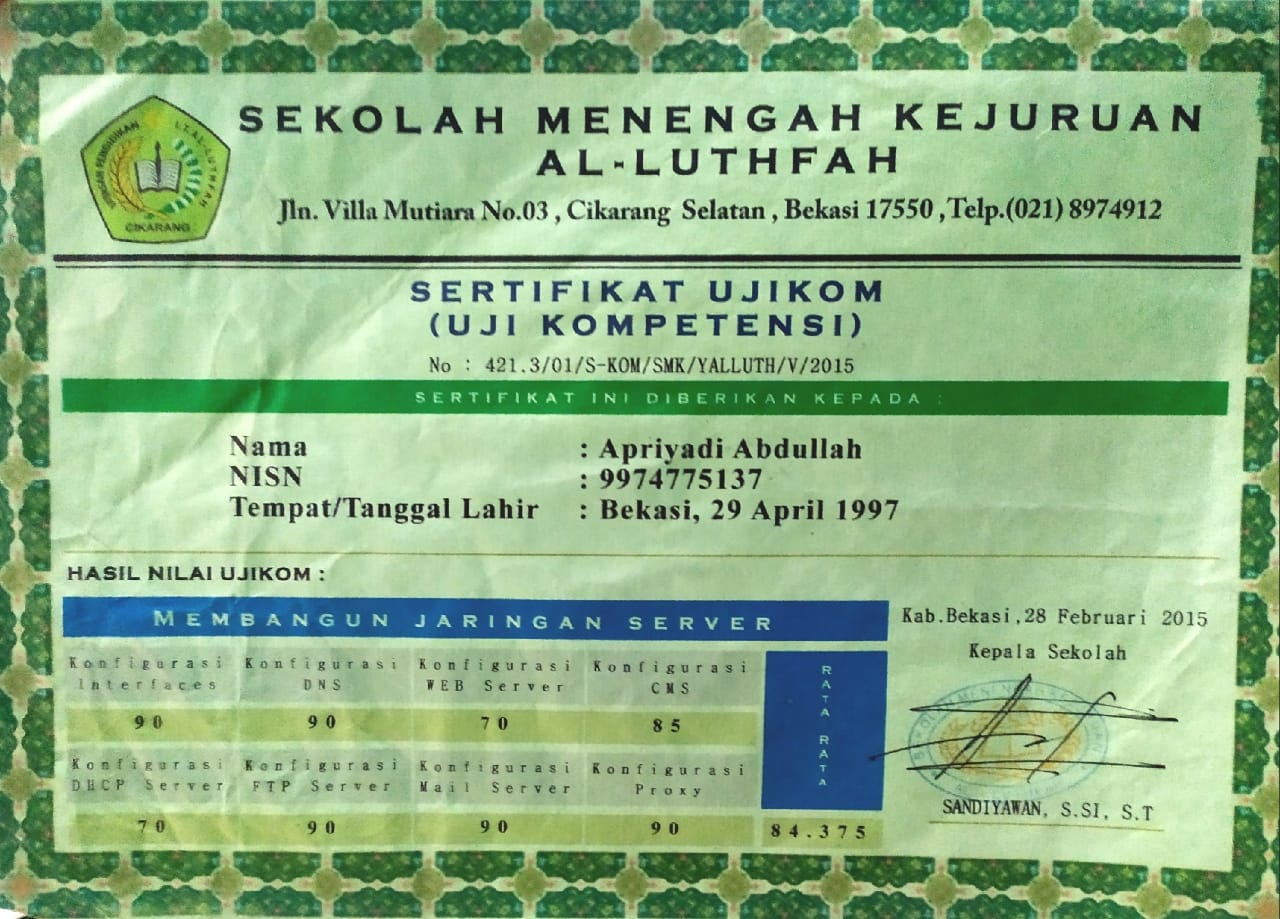 SEKOLAH MENENGAH KEJURUAN
AL-LUTHFAH
Jln. Villa Mutiara No.03 , Cikarang Selatan , Bekasi 17550 ,Telp.(021) 8974912
CIKARANG
SERTIFIKAT UJIKOM
(UJI KOMPETENSI)
No : 421.3/01/S-KOM/SMK/YALLUTH/V/2015
SERTIFIKAT INI DIBERIKAN KEPADA :
Nama : Apriyadi Abdullah
NISN : 9974775137
Tempat/Tanggal Lahir : Bekasi, 29 April 1997
HASIL NILAI UJIKOM :
MEMBANGUN JARINGAN SERVER
Konfigurasi Konfigurasi Konfigurasi Konfigurasi
Interfaces DNS WEB Server CMS
90 90 70 85
Konfigurasi Konfigurasi Konfigurasi Konfigurasi
DHCP Server FTP Server Mail Server Proxy
70 90 90 90
RATA RATA
84.375
Kab.Bekasi,28 Februari 2015
Kepala Sekolah
SANDIYAWAN, S.SI, S.T